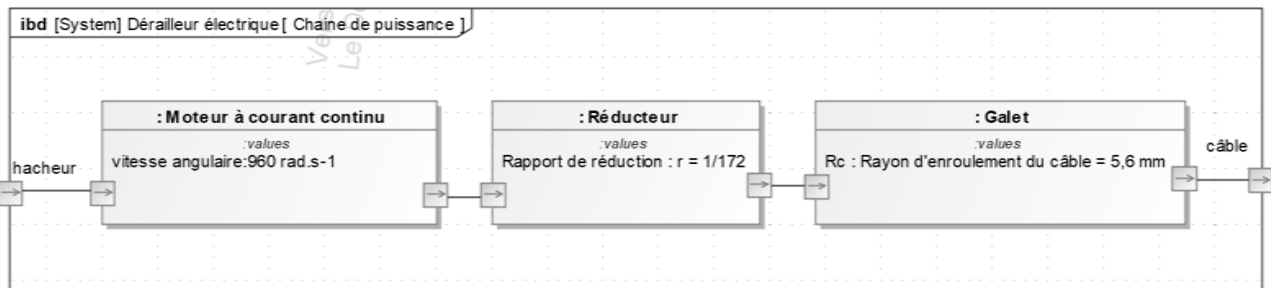 ibd [System] Dérailleur électrique [ Chaine de puissance ]
: Moteur à courant continu
:values
vitesse angulaire:960 rad.s-1
: Réducteur
:values
Rapport de réduction : r = 1/172
: Galet
:values
Rc : Rayon d'enroulement du câble = 5,6 mm
hacheur
câble